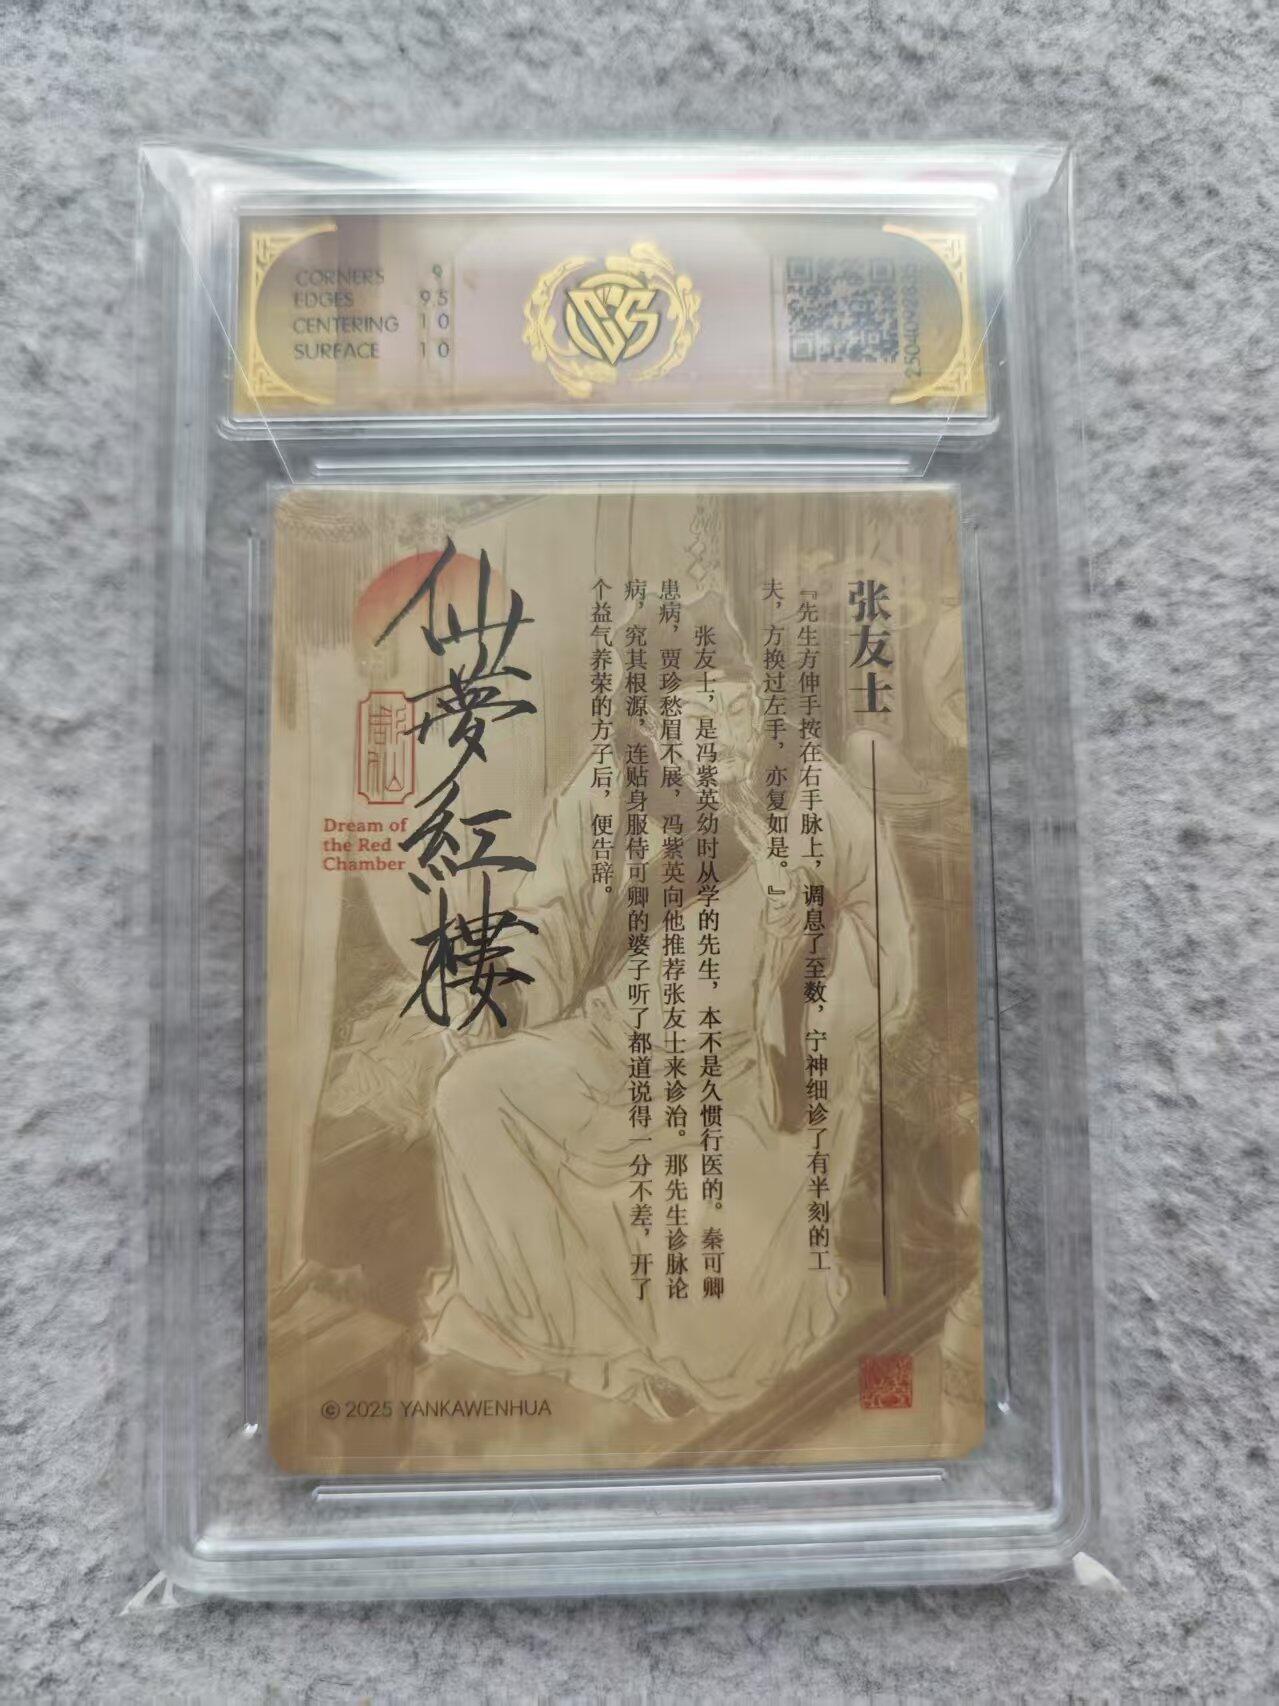 CORNERS 9
EDGES 9.5
CENTERING 10
SURFACE 10
CCS
张友士
『先生方伸手按在右手脉上，调息了至数，宁神细诊了有半刻的工
夫，方换过左手，亦复如是。』
张友士，是冯紫英幼时从学的先生，本不是久惯行医的。秦可卿
患病，贾珍愁眉不展，冯紫英向他推荐张友士来诊治。那先生诊脉论
病，究其根源，连贴身服侍可卿的婆子听了都道说得一分不差，开了
个益气养荣的方子后，便告辞。
仙夢紅樓
Dream of
the Red
Chamber
© 2025 YANKAWENHUA